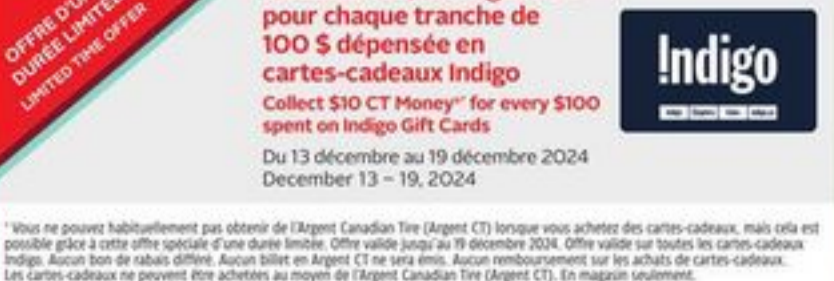 OFFRE D'U
DURÉE LIMITÉE
LIMITED TIME OFFER
pour chaque tranche de
100 $ dépensée en
cartes-cadeaux Indigo
Collect $10 CT Money* for every $100
spent on Indigo Gift Cards
Du 13 décembre au 19 décembre 2024
December 13 – 19, 2024
!ndigo
* Vous ne pouvez habituellement pas obtenir de l'Argent Canadian Tire (Argent CT) lorsque vous achetez des cartes-cadeaux, mais cela est
possible grâce à cette offre spéciale d'une durée limitée. Offre valide jusqu'au 19 décembre 2024. Offre valide sur toutes les cartes-cadeaux
Indigo. Aucun bon de rabais différé. Aucun billet en Argent CT ne sera émis. Aucun remboursement sur les achats de cartes-cadeaux.
Les cartes-cadeaux ne peuvent être achetées au moyen de l'Argent Canadian Tire (Argent CT). En magasin seulement.